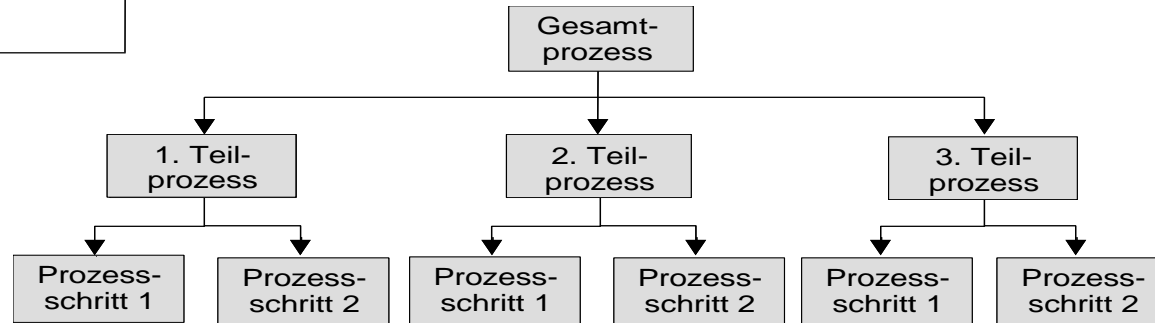 Gesamt-
prozess
1. Teil-
prozess
2. Teil-
prozess
3. Teil-
prozess
Prozess-
schritt 1
Prozess-
schritt 2
Prozess-
schritt 1
Prozess-
schritt 2
Prozess-
schritt 1
Prozess-
schritt 2